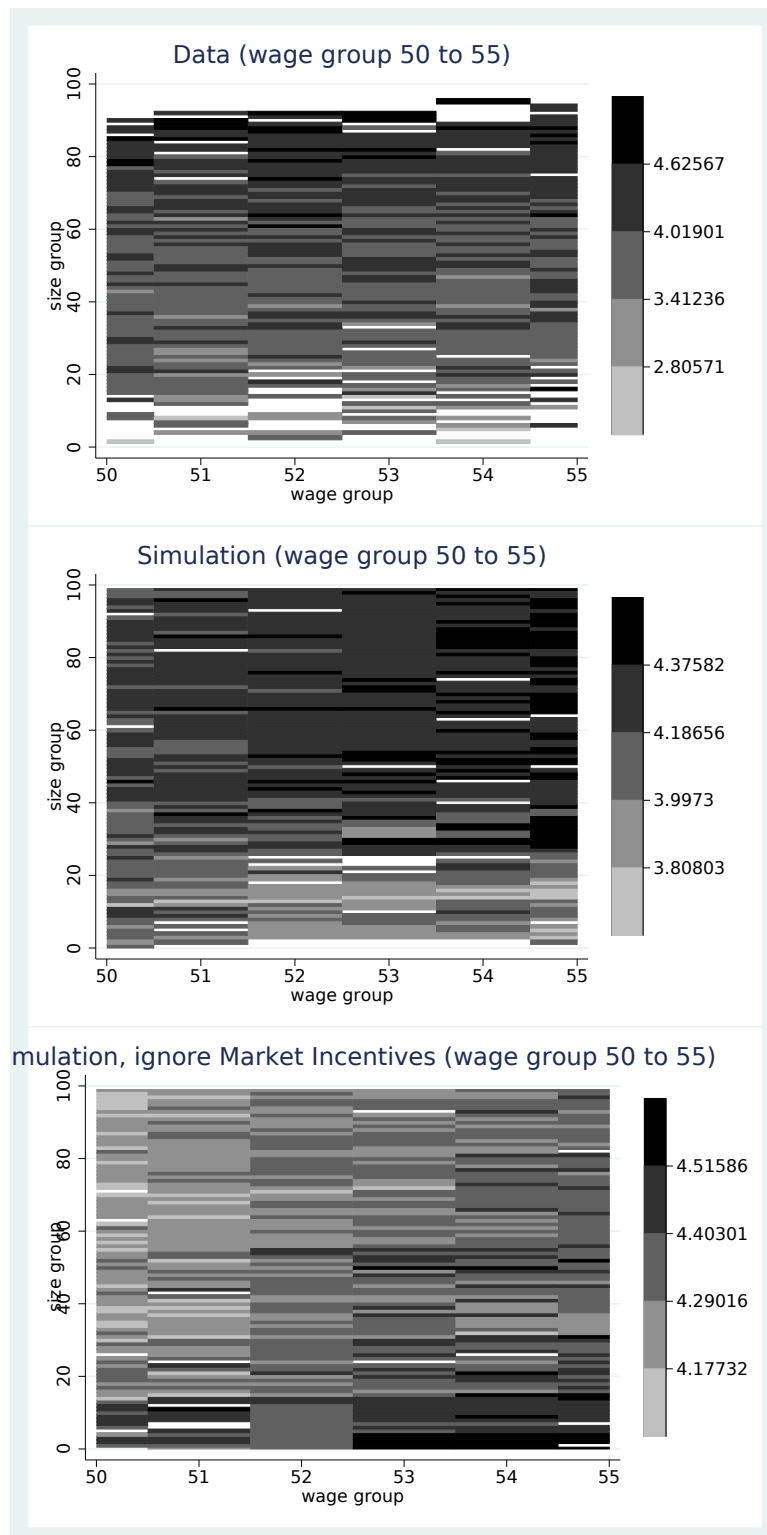 Data (wage group 50 to 55)
100
80
60
40
20
0
size group
50 51 52 53 54 55
wage group
4.62567
4.01901
3.41236
2.80571
Simulation (wage group 50 to 55)
100
80
60
40
20
0
size group
50 51 52 53 54 55
wage group
4.37582
4.18656
3.9973
3.80803
mulation, ignore Market Incentives (wage group 50 to 55)
100
80
60
40
20
0
size group
50 51 52 53 54 55
wage group
4.51586
4.40301
4.29016
4.17732